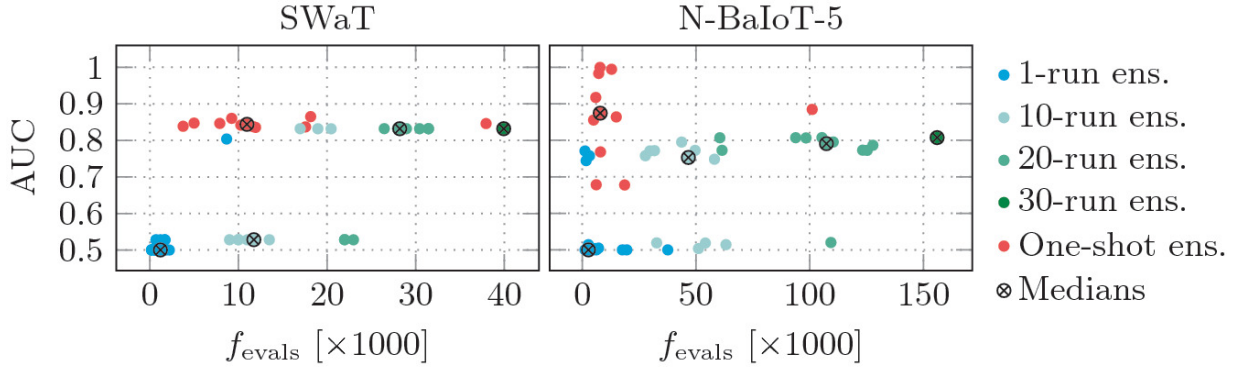 SWaT
N-BaIoT-5
AUC
1
0.9
0.8
0.7
0.6
0.5
0 10 20 30 40
0 50 100 150
f_evals [×1000]
f_evals [×1000]
1-run ens.
10-run ens.
20-run ens.
30-run ens.
One-shot ens.
Medians